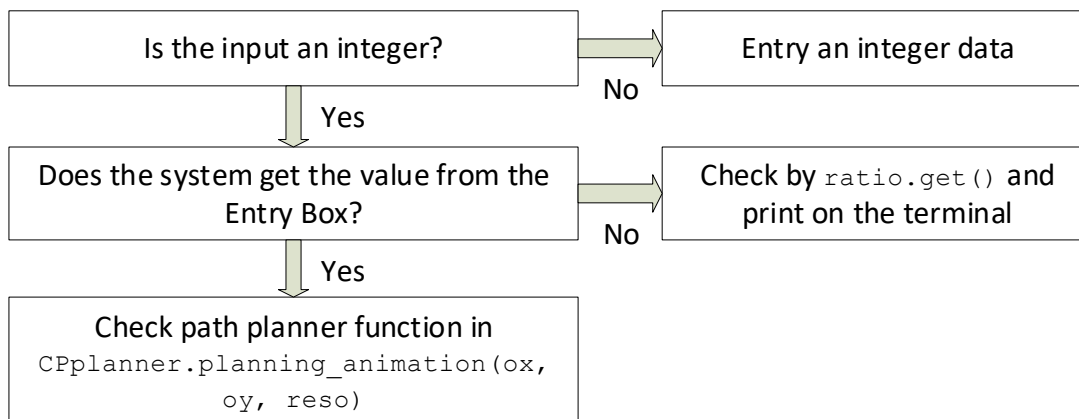 Is the input an integer?
Entry an integer data
No
Yes
Does the system get the value from the
Entry Box?
Check by ratio.get() and
print on the terminal
No
Yes
Check path planner function in
CPplanner.planning_animation(ox,
oy, reso)